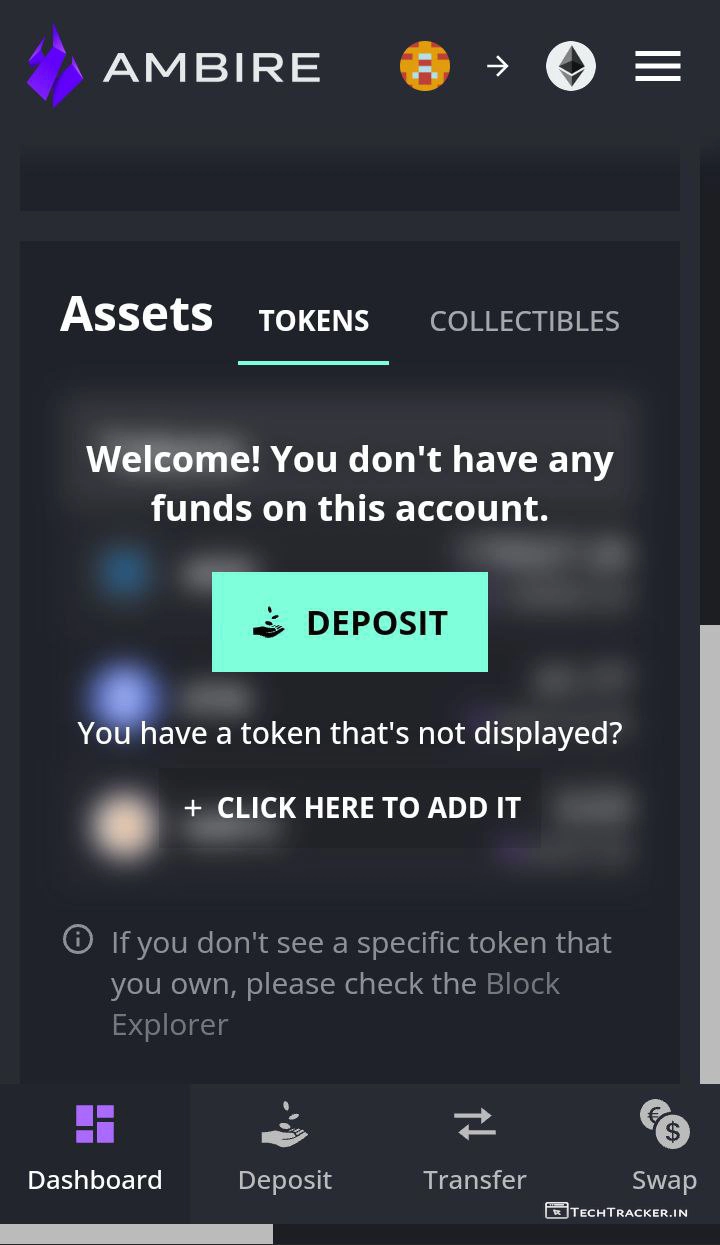 AMBIRE
Assets TOKENS COLLECTIBLES
Welcome! You don't have any
funds on this account.
DEPOSIT
You have a token that's not displayed?
+ CLICK HERE TO ADD IT
If you don't see a specific token that
you own, please check the Block
Explorer
Dashboard Deposit Transfer Swap
TECHTRACKER.IN